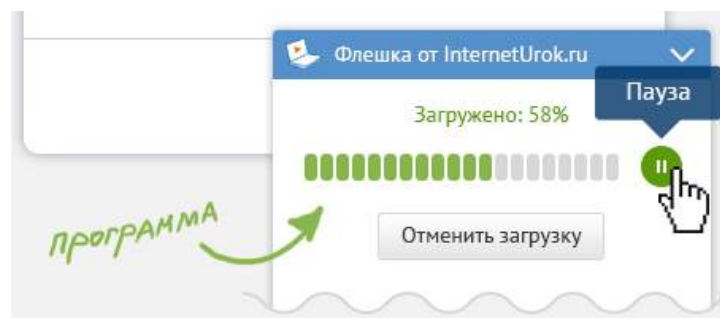 Флешка от InternetUrok.ru
Пауза
Загружено: 58%
программа
Отменить загрузку